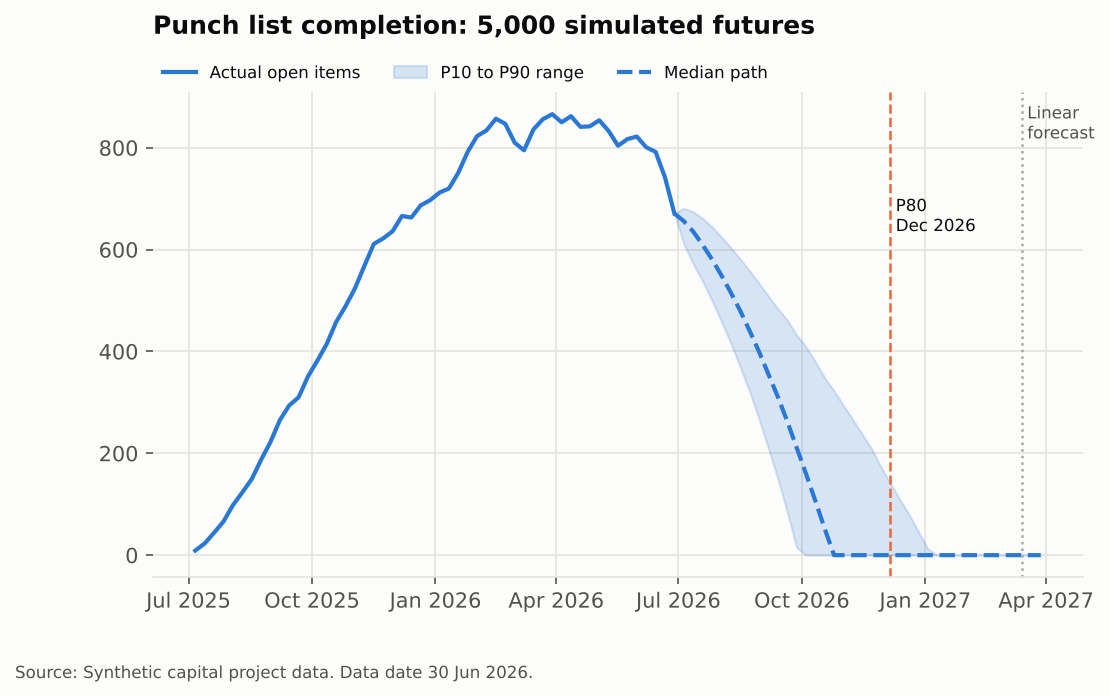 Punch list completion: 5,000 simulated futures
Actual open items
P10 to P90 range
Median path
Linear
forecast
P80
Dec 2026
800
600
400
200
0
Jul 2025
Oct 2025
Jan 2026
Apr 2026
Jul 2026
Oct 2026
Jan 2027
Apr 2027
Source: Synthetic capital project data. Data date 30 Jun 2026.